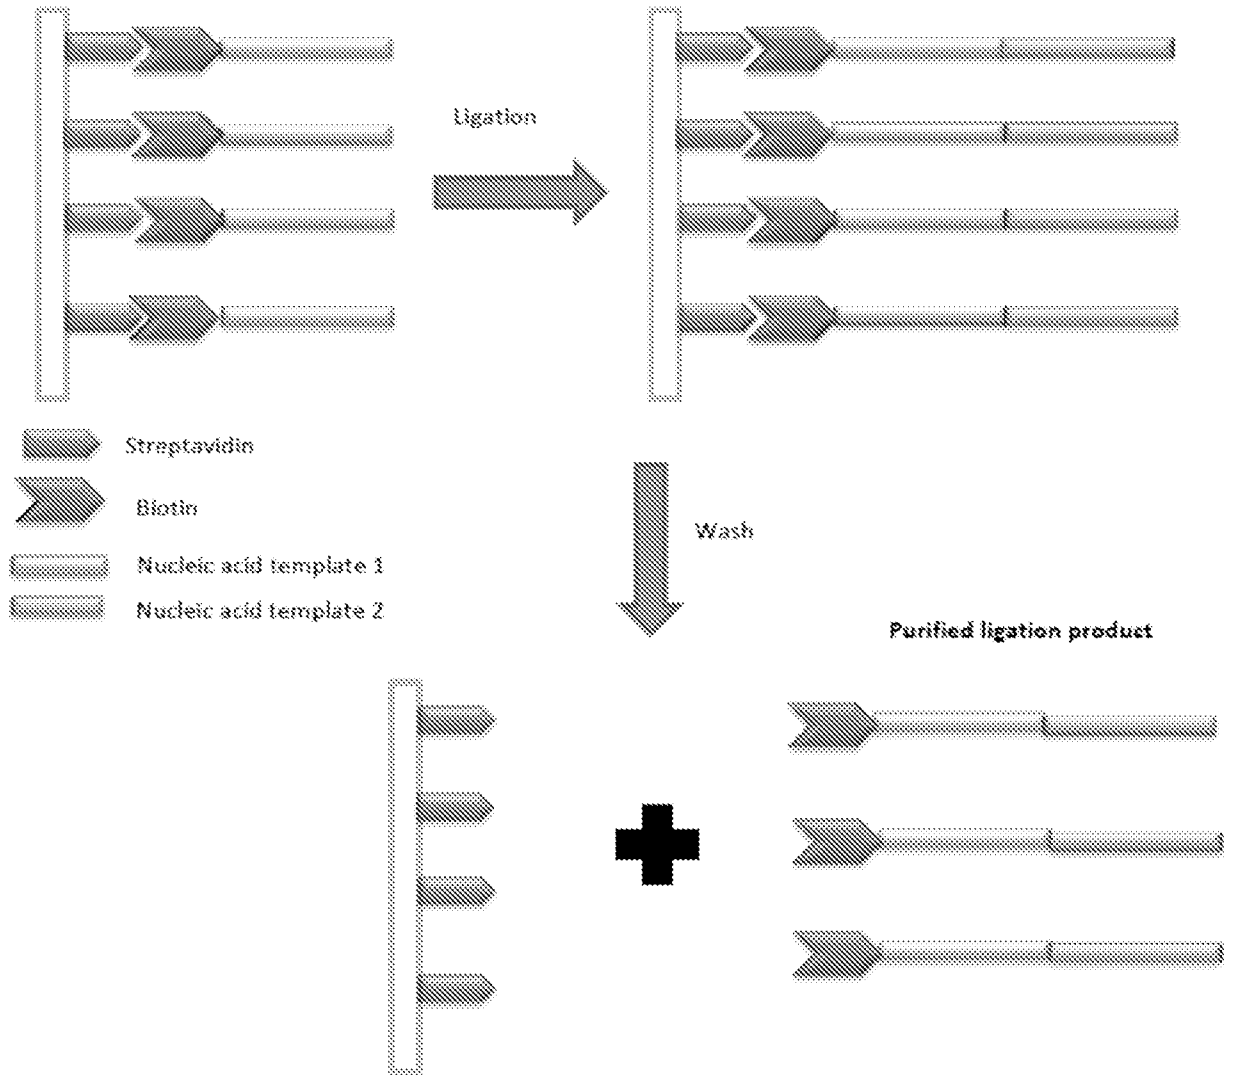 Ligation
Streptavidin
Biotin
Nucleic acid template 1
Nucleic acid template 2
Wash
Purified ligation product